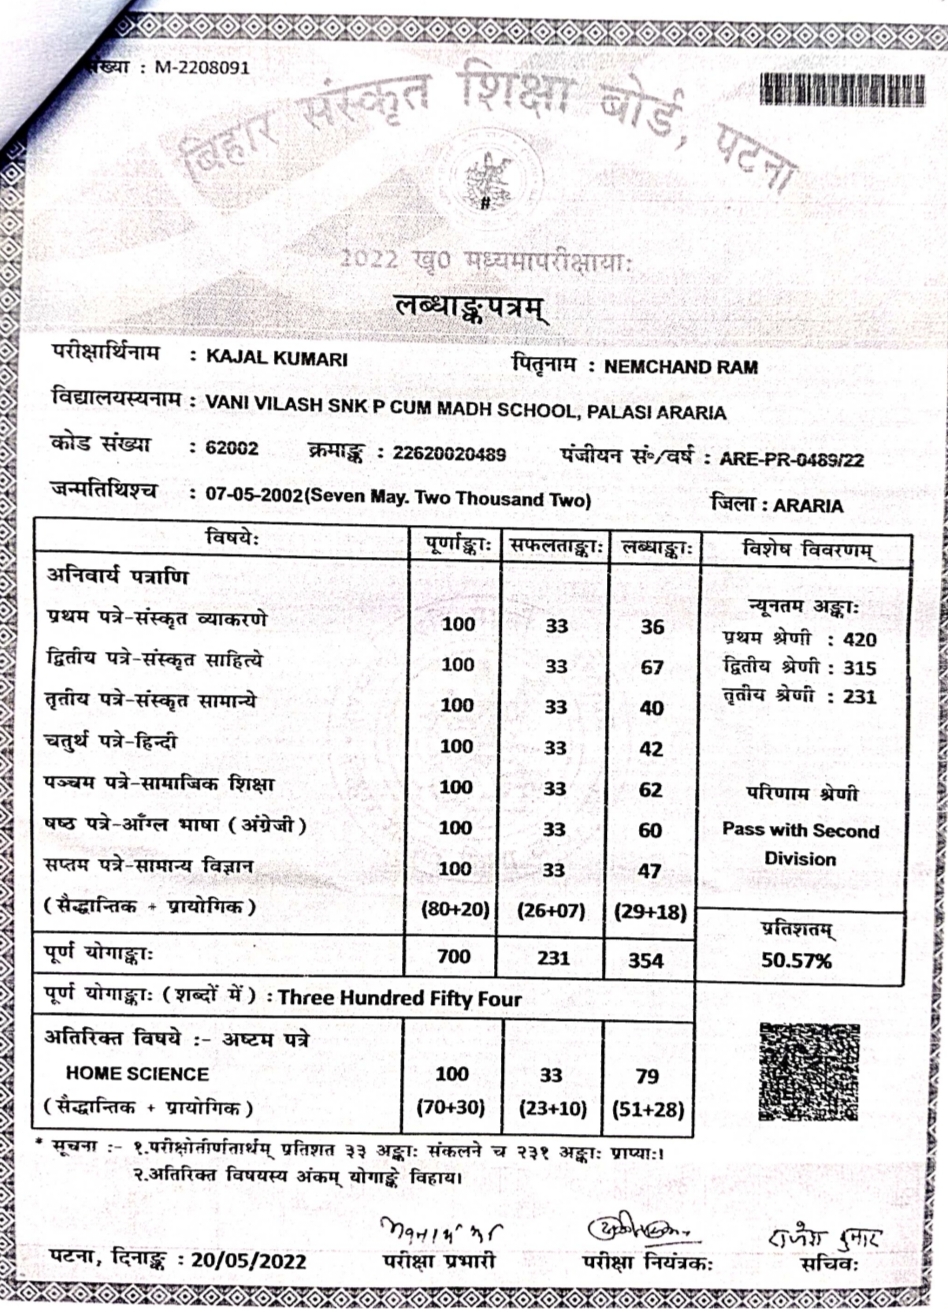 संख्या : M-2208091
बिहार संस्कृत शिक्षा बोर्ड, पटना
2022 खृ0 मध्यमापरीक्षायाः
लब्धाङ्कपत्रम्
परीक्षार्थिनाम : KAJAL KUMARI पितृनाम : NEMCHAND RAM
विद्यालयस्यनाम : VANI VILASH SNK P CUM MADH SCHOOL, PALASI ARARIA
कोड संख्या : 62002 क्रमाङ्क : 22620020489 पंजीयन सं०/वर्ष : ARE-PR-0489/22
जन्मतिथिश्च : 07-05-2002(Seven May. Two Thousand Two) जिला : ARARIA
विषयेः पूर्णाङ्काः सफलताङ्काः लब्धाङ्काः विशेष विवरणम्
अनिवार्य पत्राणि
न्यूनतम अङ्काः
प्रथम पत्रे-संस्कृत व्याकरणे 100 33 36 प्रथम श्रेणी : 420
द्वितीय पत्रे-संस्कृत साहित्ये 100 33 67 द्वितीय श्रेणी : 315
तृतीय पत्रे-संस्कृत सामान्ये 100 33 40 तृतीय श्रेणी : 231
चतुर्थ पत्रे-हिन्दी 100 33 42
पञ्चम पत्रे-सामाजिक शिक्षा 100 33 62 परिणाम श्रेणी
षष्ठ पत्रे-आँग्ल भाषा (अंग्रेजी) 100 33 60 Pass with Second
सप्तम पत्रे-सामान्य विज्ञान 100 33 47 Division
(सैद्धान्तिक + प्रायोगिक) (80+20) (26+07) (29+18)
प्रतिशतम्
पूर्ण योगाङ्काः 700 231 354 50.57%
पूर्ण योगाङ्काः (शब्दों में) : Three Hundred Fifty Four
अतिरिक्त विषये :- अष्टम पत्रे
HOME SCIENCE 100 33 79
(सैद्धान्तिक + प्रायोगिक) (70+30) (23+10) (51+28)
* सूचना :- १.परीक्षोतीर्णतार्थम् प्रतिशत ३३ अङ्काः संकलने च २३१ अङ्काः प्राप्याः।
२.अतिरिक्त विषयस्य अंकम् योगाङ्के विहाय।
राजेश कुमार
पटना, दिनाङ्क : 20/05/2022 परीक्षा प्रभारी परीक्षा नियंत्रकः सचिवः